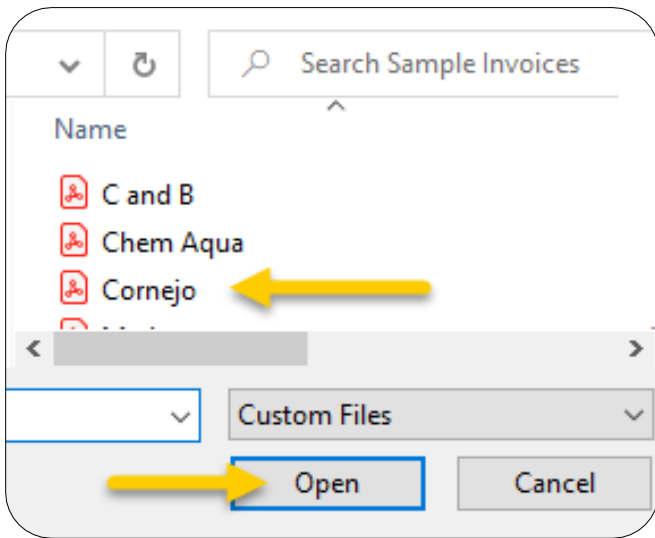 Search Sample Invoices
Name
C and B
Chem Aqua
Cornejo
Custom Files
Open Cancel